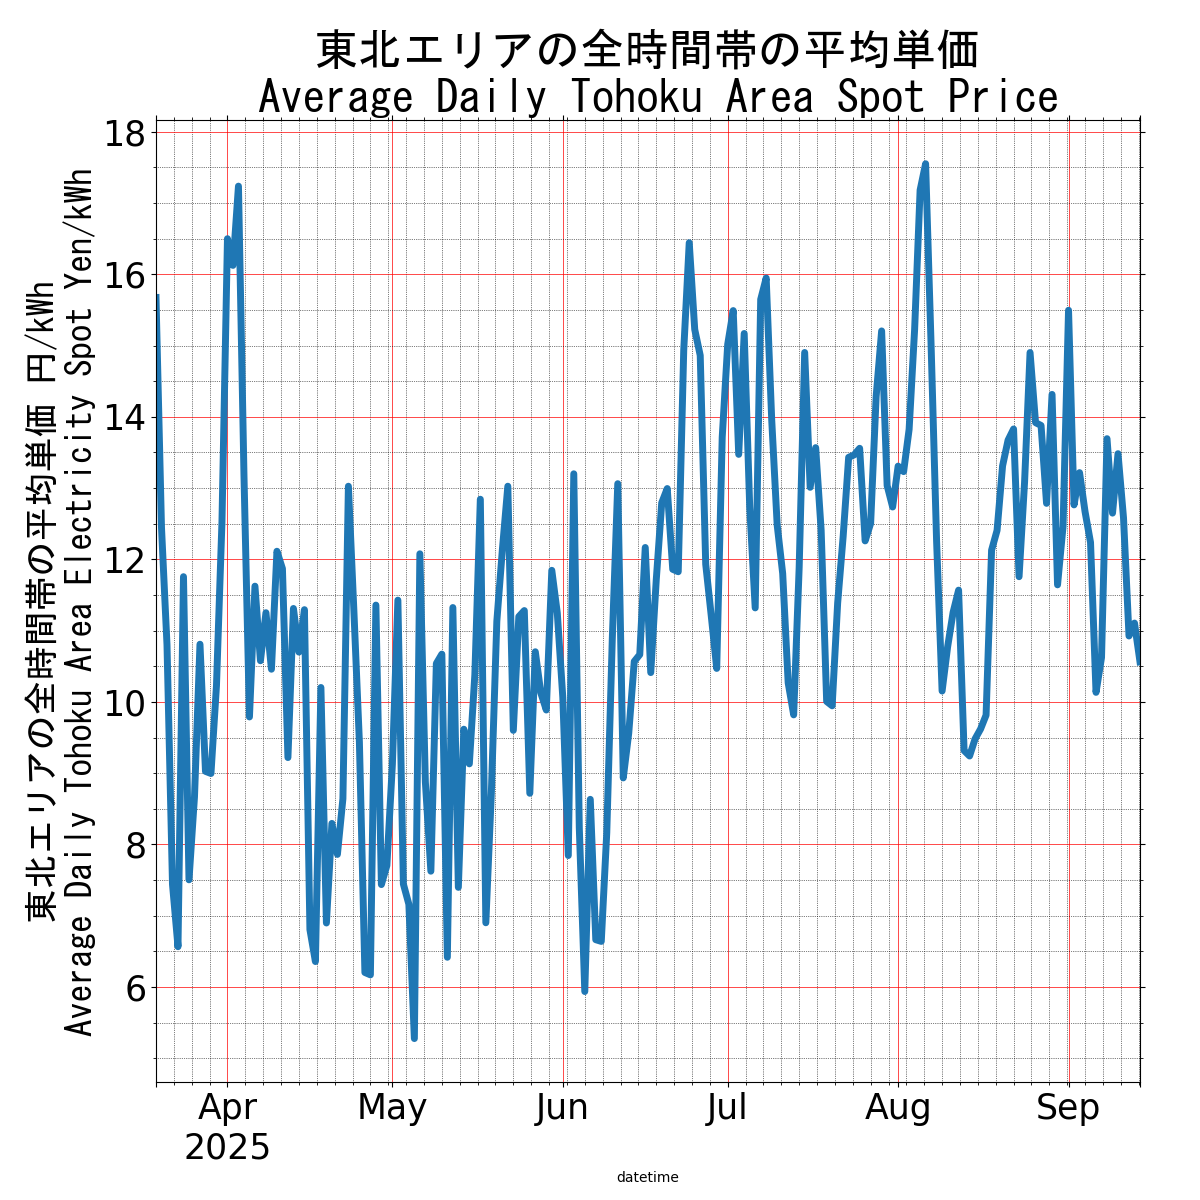 東北エリアの全時間帯の平均単価
Average Daily Tohoku Area Spot Price
東北エリアの全時間帯の平均単価 円/kWh
Average Daily Tohoku Area Electricity Spot Yen/kWh
18
16
14
12
10
8
6
Apr
May
Jun
Jul
Aug
Sep
2025
datetime